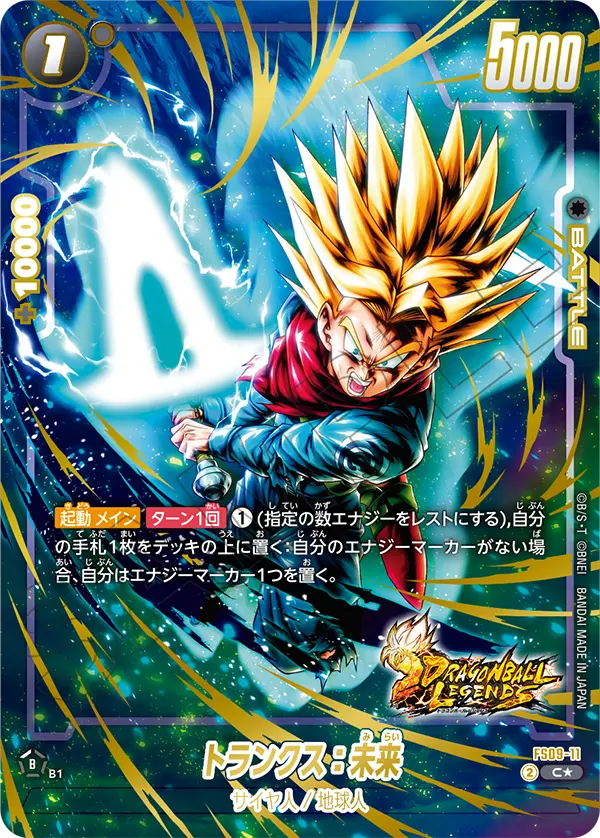 1
5000
+10000
BATTLE
起動メイン ターン1回 ① (指定の数エナジーをレストにする),自分
の手札1枚をデッキの上に置く:自分のエナジーマーカーがない場
合、自分はエナジーマーカー1つを置く。
©B/S・T ©BNEI BANDAI MADE IN JAPAN
DRAGONBALL
LEGENDS
トランクス:未来
サイヤ人/地球人
B
B1
FS09-11
② C★